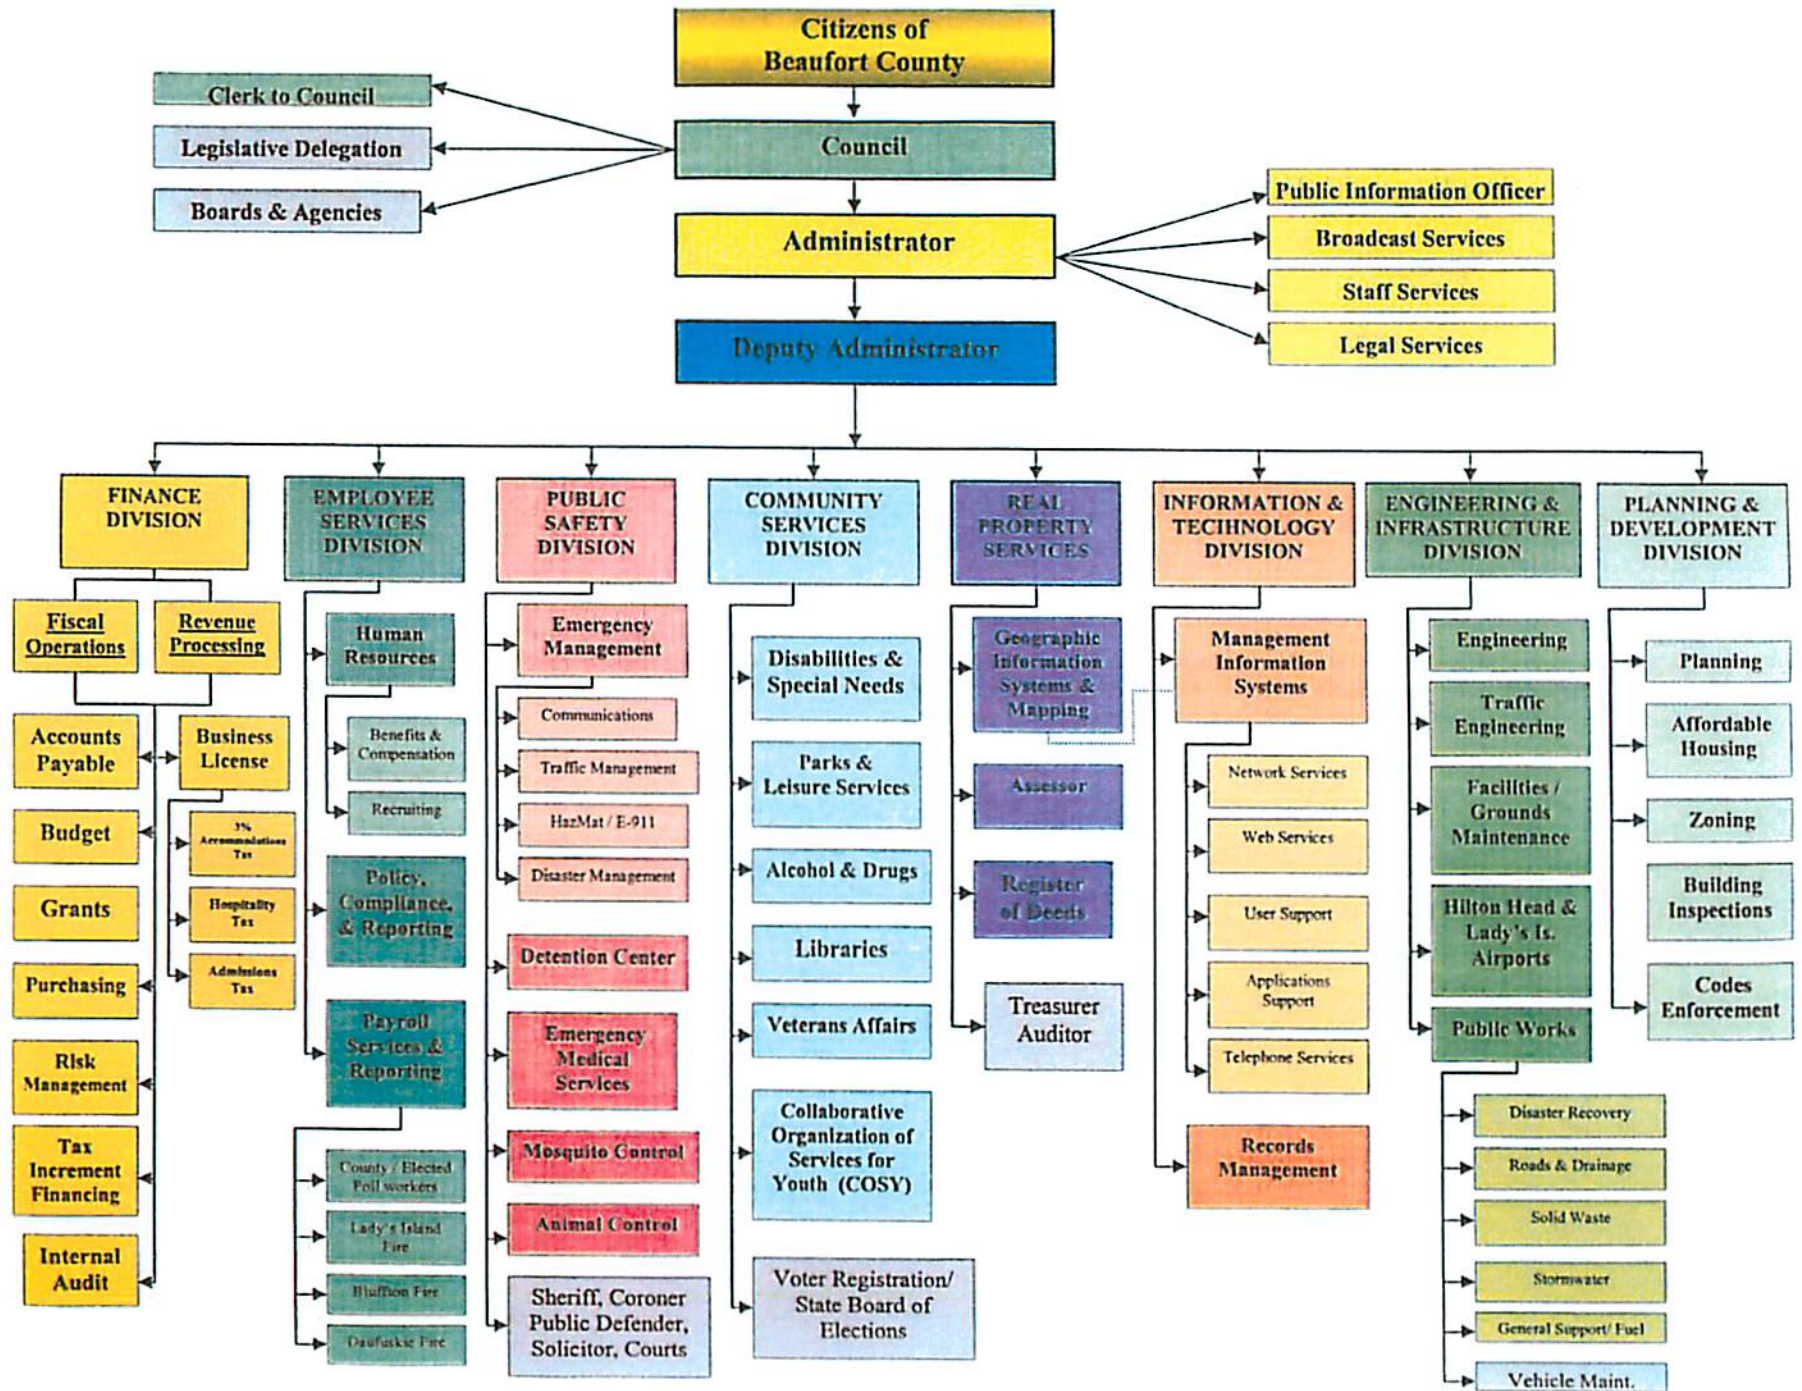 Citizens of
Beaufort County
Clerk to Council
Legislative Delegation
Boards & Agencies
Council
Administrator
Public Information Officer
Broadcast Services
Staff Services
Legal Services
Deputy Administrator
FINANCE
DIVISION
Fiscal
Operations
Revenue
Processing
Accounts
Payable
Business
License
Budget
3%
Accommodations
Tax
Grants
Hospitality
Tax
Purchasing
Admissions
Tax
Risk
Management
Tax
Increment
Financing
Internal
Audit
EMPLOYEE
SERVICES
DIVISION
Human
Resources
Benefits &
Compensation
Recruiting
Policy,
Compliance,
& Reporting
Payroll
Services &
Reporting
County / Elected
Poll workers
Lady's Island
Fire
Bluffton Fire
Daufuskie Fire
PUBLIC
SAFETY
DIVISION
Emergency
Management
Communications
Traffic Management
HazMat / E-911
Disaster Management
Detention Center
Emergency
Medical
Services
Mosquito Control
Animal Control
Sheriff, Coroner
Public Defender,
Solicitor, Courts
COMMUNITY
SERVICES
DIVISION
Disabilities &
Special Needs
Parks &
Leisure Services
Alcohol & Drugs
Libraries
Veterans Affairs
Collaborative
Organization of
Services for
Youth (COSY)
Voter Registration/
State Board of
Elections
REAL
PROPERTY
SERVICES
Geographic
Information
Systems &
Mapping
Assessor
Register
of Deeds
Treasurer
Auditor
INFORMATION &
TECIHNOLOGY
DIVISION
Management
Information
Systems
Network Services
Web Services
User Support
Applications
Support
Telephone Services
Records
Management
ENGINEERING &
INFRASTRUCTURE
DIVISION
Engineering
Traffic
Engineering
Facilities /
Grounds
Maintenance
Hilton Head &
Lady's Is.
Airports
Public Works
Disaster Recovery
Roads & Drainage
Solid Waste
Stormwater
General Support/ Fuel
Vehicle Maint.
PLANNING &
DEVELOPMENT
DIVISION
Planning
Affordable
Housing
Zoning
Building
Inspections
Codes
Enforcement